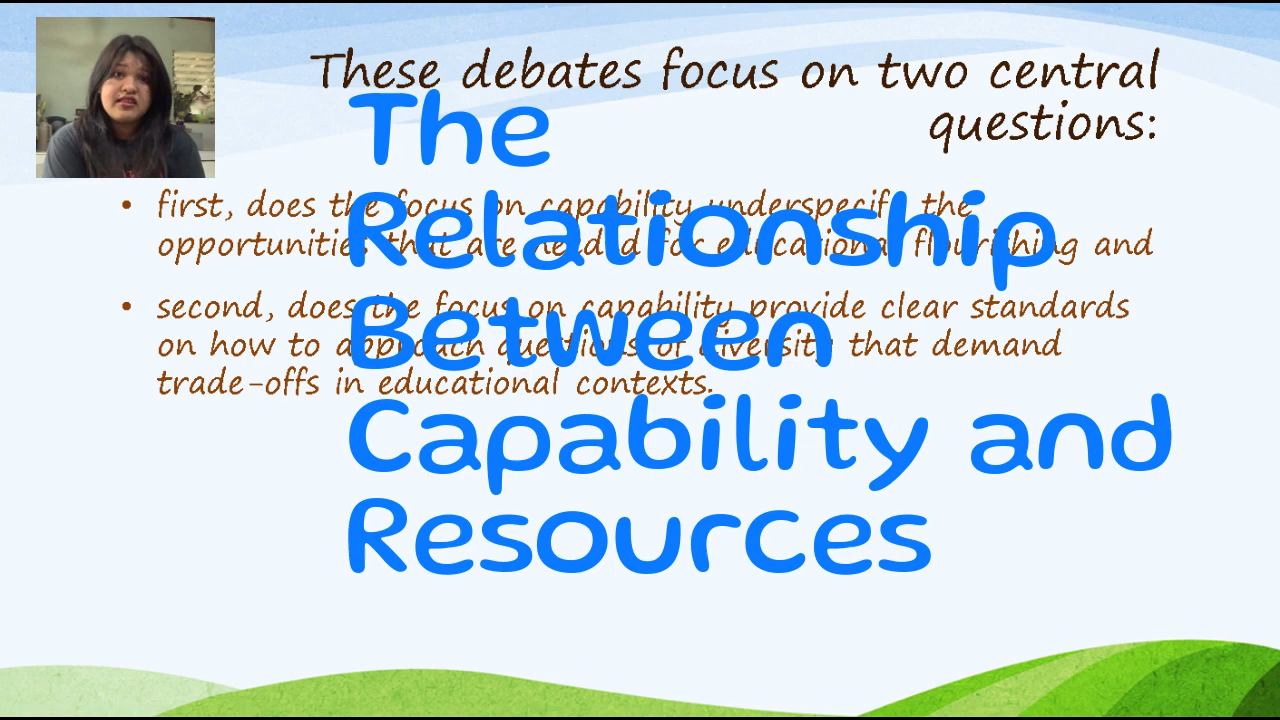 These debates focus on two central
questions:
The
Relationship
Between
Capability and
Resources
• first, does the focus on capability underspecify the
opportunities that are needed for educational flourishing and
• second, does the focus on capability provide clear standards
on how to approach questions of diversity that demand
trade-offs in educational contexts.